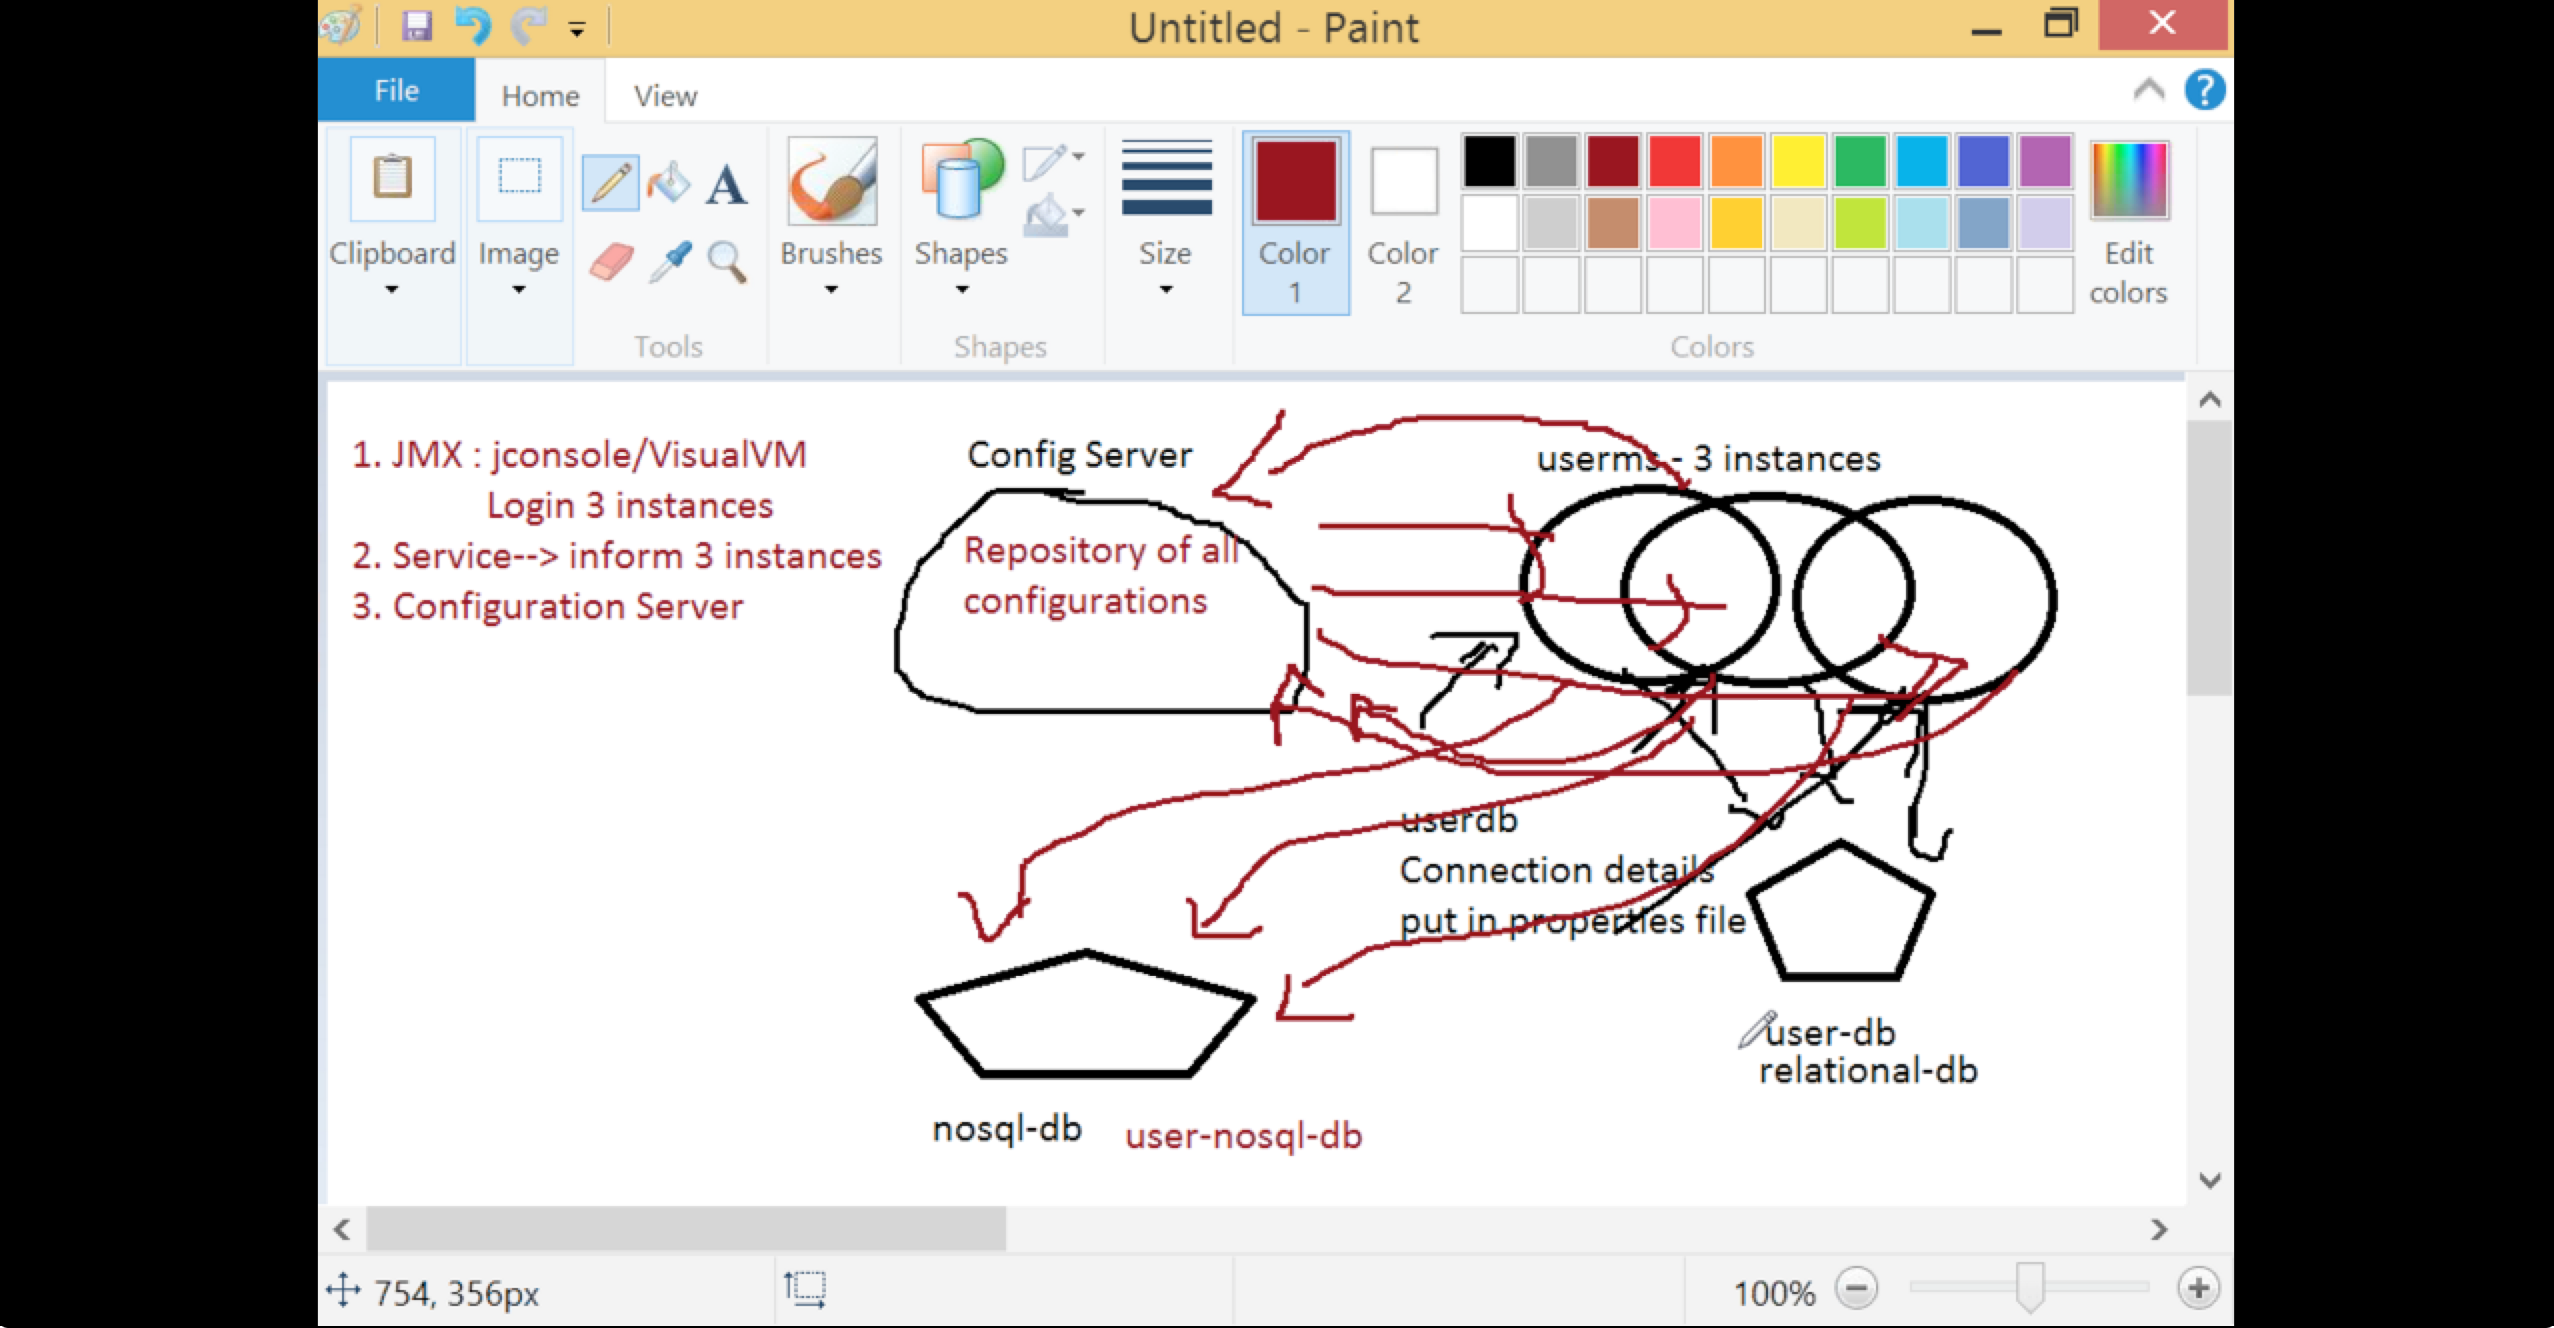 Untitled - Paint
File
Home
View
Clipboard
Image
Tools
Brushes
Shapes
Shapes
Size
Color
1
Color
2
Edit
colors
Colors
1. JMX : jconsole/VisualVM
Login 3 instances
2. Service--> inform 3 instances
3. Configuration Server
Config Server
Repository of all
configurations
userms - 3 instances
userdb
Connection details
put in properties file
user-db
relational-db
nosql-db
user-nosql-db
754, 356px
100%